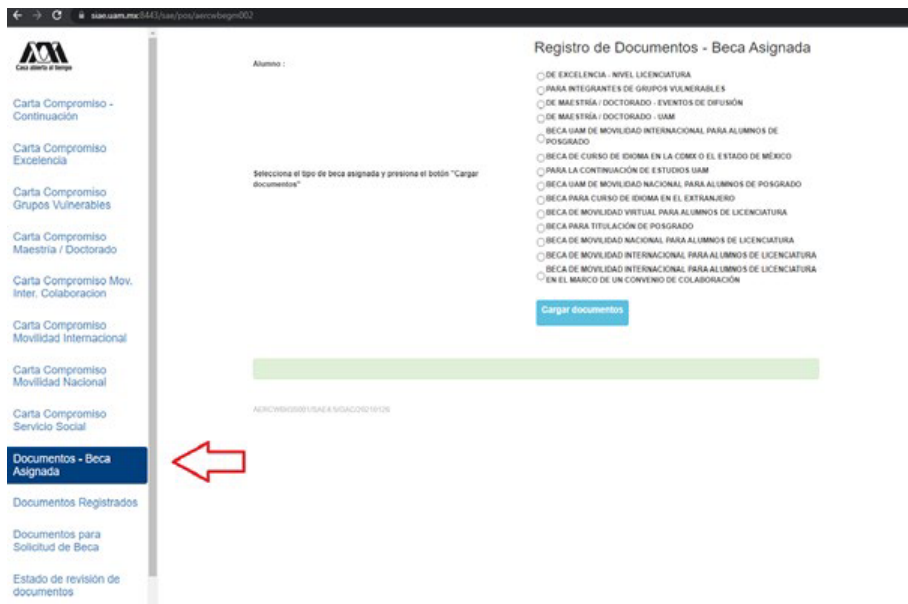 siae.uam.mx:8443/sae/pos/aercwbegm002
Casa abierta al tiempo
Carta Compromiso -
Continuación
Carta Compromiso
Excelencia
Carta Compromiso
Grupos Vulnerables
Carta Compromiso
Maestría / Doctorado
Carta Compromiso Mov.
Inter. Colaboracion
Carta Compromiso
Movilidad Internacional
Carta Compromiso
Movilidad Nacional
Carta Compromiso
Servicio Social
Documentos - Beca
Asignada
Documentos Registrados
Documentos para
Solicitud de Beca
Estado de revisión de
documentos
Registro de Documentos - Beca Asignada
Alumno :
Selecciona el tipo de beca asignada y presiona el botón "Cargar
documentos"
DE EXCELENCIA - NIVEL LICENCIATURA
PARA INTEGRANTES DE GRUPOS VULNERABLES
DE MAESTRÍA / DOCTORADO - EVENTOS DE DIFUSIÓN
DE MAESTRÍA / DOCTORADO - UAM
BECA UAM DE MOVILIDAD INTERNACIONAL PARA ALUMNOS DE
POSGRADO
BECA DE CURSO DE IDIOMA EN LA CDMX O EL ESTADO DE MÉXICO
PARA LA CONTINUACIÓN DE ESTUDIOS UAM
BECA UAM DE MOVILIDAD NACIONAL PARA ALUMNOS DE POSGRADO
BECA PARA CURSO DE IDIOMA EN EL EXTRANJERO
BECA DE MOVILIDAD VIRTUAL PARA ALUMNOS DE LICENCIATURA
BECA PARA TITULACIÓN DE POSGRADO
BECA DE MOVILIDAD NACIONAL PARA ALUMNOS DE LICENCIATURA
BECA DE MOVILIDAD INTERNACIONAL PARA ALUMNOS DE LICENCIATURA
BECA DE MOVILIDAD INTERNACIONAL PARA ALUMNOS DE LICENCIATURA
EN EL MARCO DE UN CONVENIO DE COLABORACIÓN
Cargar documentos